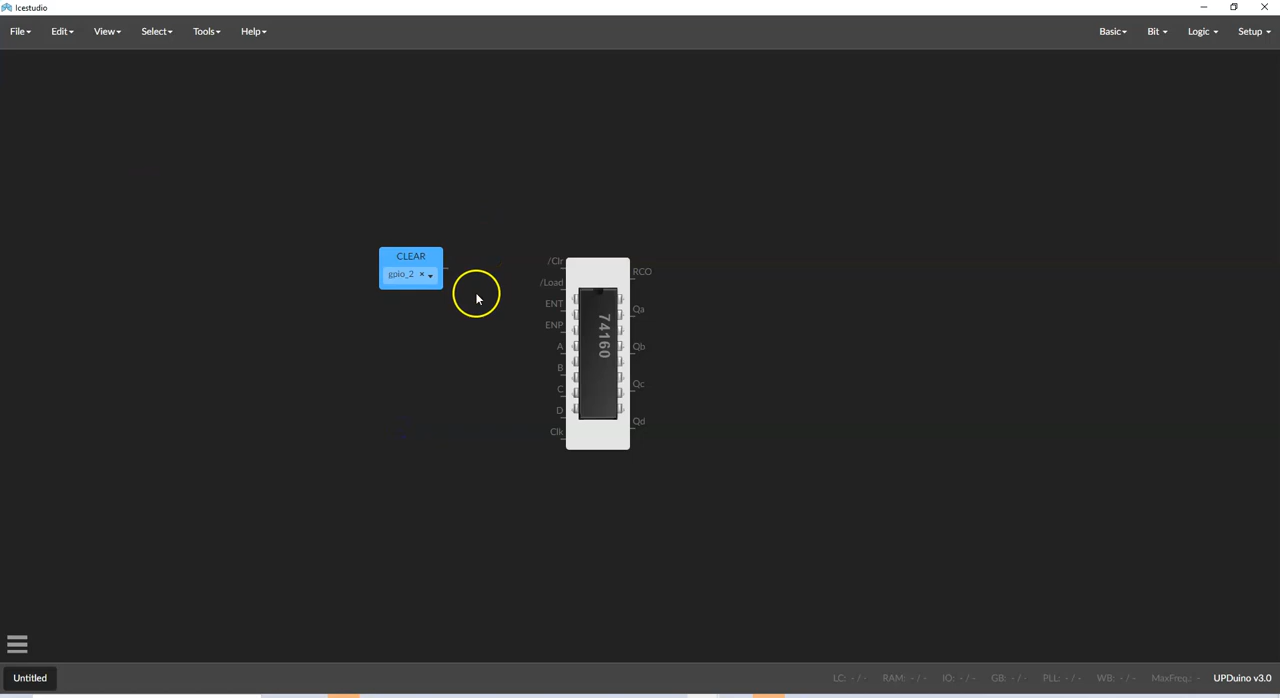 Icestudio
File Edit View Select Tools Help Basic Bit Logic Setup
CLEAR
gpio_2 ×
/Clr
/Load
ENT
ENP
A
B
C
D
Clk
74160
RCO
Qa
Qb
Qc
Qd
Untitled
LC: - / - RAM: - / - IO: - / - GB: - / - PLL: - / - WB: - / - MaxFreq.: - UPDuino v3.0